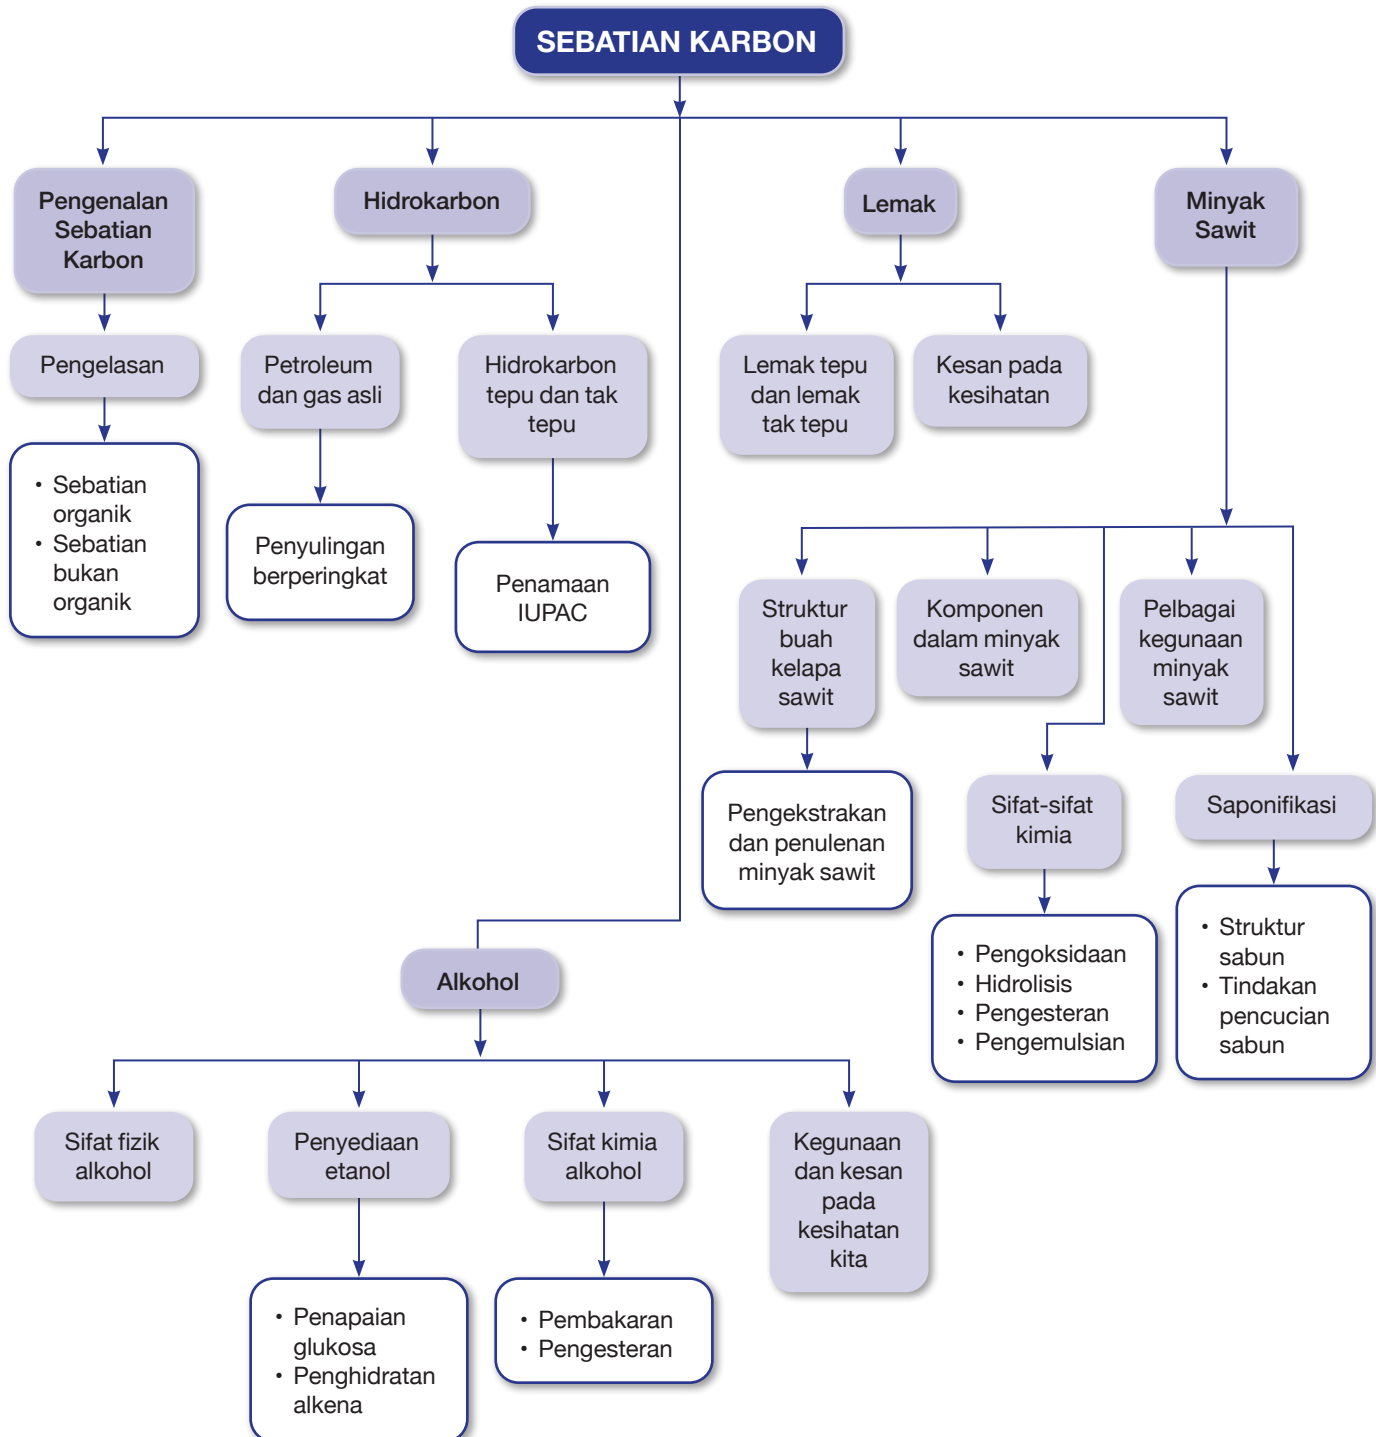 SEBATIAN KARBON
Pengenalan
Sebatian
Karbon
Hidrokarbon
Lemak
Minyak
Sawit
Pengelasan
Petroleum
dan gas asli
Hidrokarbon
tepu dan tak
tepu
Lemak tepu
dan lemak
tak tepu
Kesan pada
kesihatan
• Sebatian
organik
• Sebatian
bukan
organik
Penyulingan
berperingkat
Penamaan
IUPAC
Struktur
buah
kelapa
sawit
Komponen
dalam minyak
sawit
Pelbagai
kegunaan
minyak
sawit
Pengekstrakan
dan penulenan
minyak sawit
Sifat-sifat
kimia
Saponifikasi
• Pengoksidaan
• Hidrolisis
• Pengesteran
• Pengemulsian
• Struktur
sabun
• Tindakan
pencucian
sabun
Alkohol
Sifat fizik
alkohol
Penyediaan
etanol
Sifat kimia
alkohol
Kegunaan
dan kesan
pada
kesihatan
kita
• Penapaian
glukosa
• Penghidratan
alkena
• Pembakaran
• Pengesteran